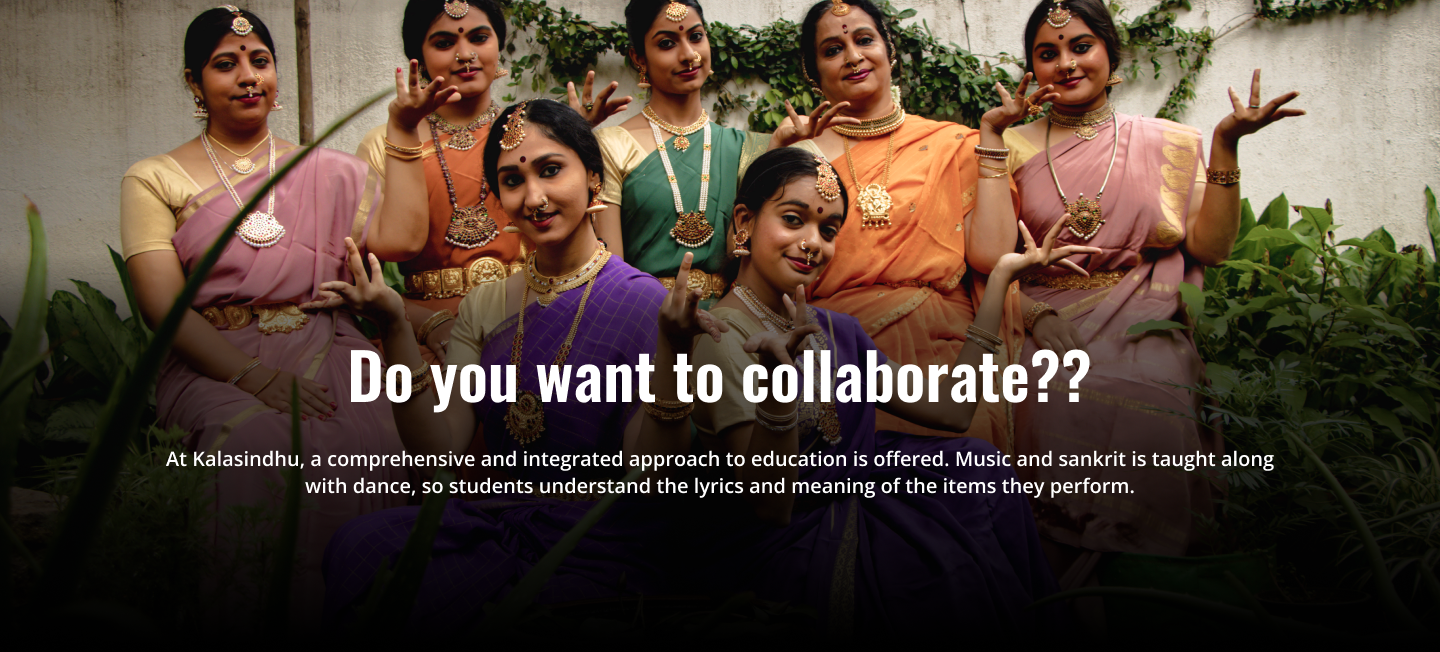 Do you want to collaborate??
At Kalasindhu, a comprehensive and integrated approach to education is offered. Music and sankrit is taught along
with dance, so students understand the lyrics and meaning of the items they perform.